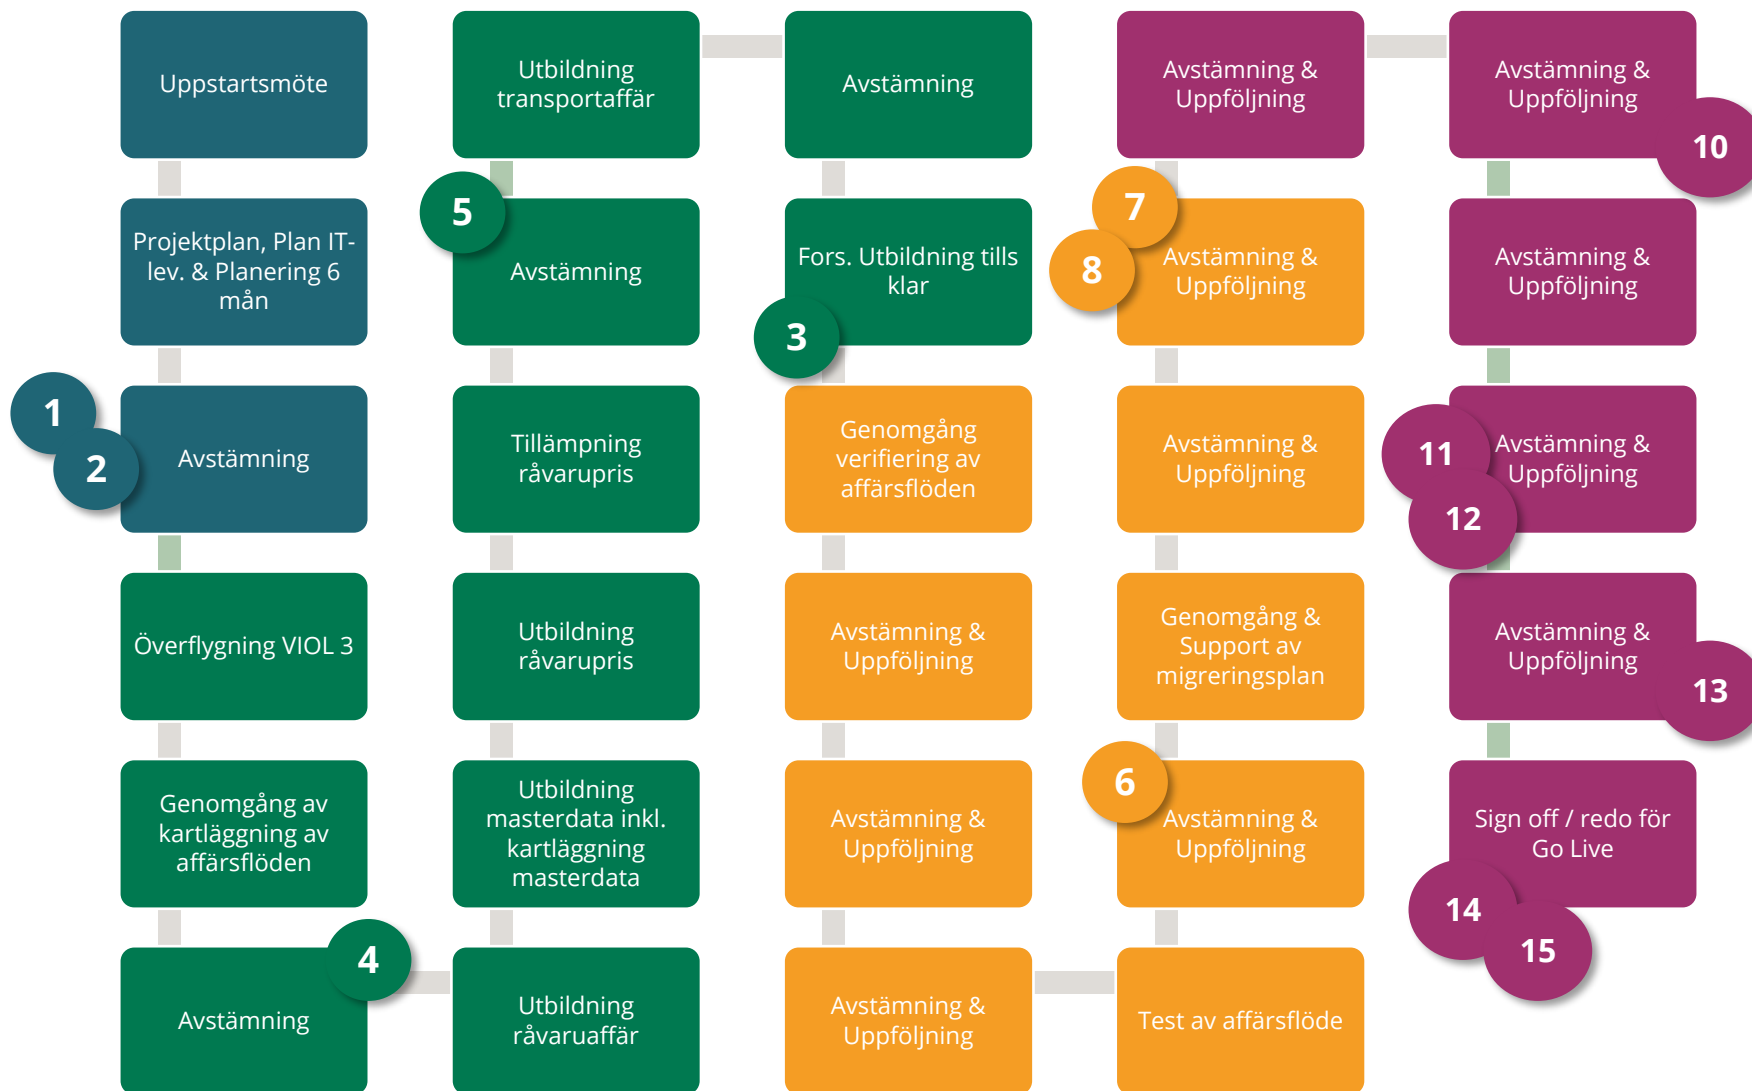 Uppstartsmöte
Projektplan, Plan IT-
lev. & Planering 6
mån
1
2
Avstämning
Överflygning VIOL 3
Genomgång av
kartläggning av
affärsflöden
4
Avstämning
Utbildning
råvaruaffär
Utbildning
masterdata inkl.
kartläggning
masterdata
Utbildning
råvarupris
Tillämpning
råvarupris
5
Avstämning
Utbildning
transportaffär
Avstämning
Fors. Utbildning tills
klar
3
Genomgång
verifiering av
affärsflöden
Avstämning &
Uppföljning
Avstämning &
Uppföljning
Avstämning &
Uppföljning
Test av affärsflöde
6
Avstämning &
Uppföljning
Genomgång &
Support av
migreringsplan
Avstämning &
Uppföljning
7
8
Avstämning &
Uppföljning
Avstämning &
Uppföljning
Avstämning &
Uppföljning
10
Avstämning &
Uppföljning
11
12
Avstämning &
Uppföljning
Avstämning &
Uppföljning
13
Sign off / redo för
Go Live
14
15